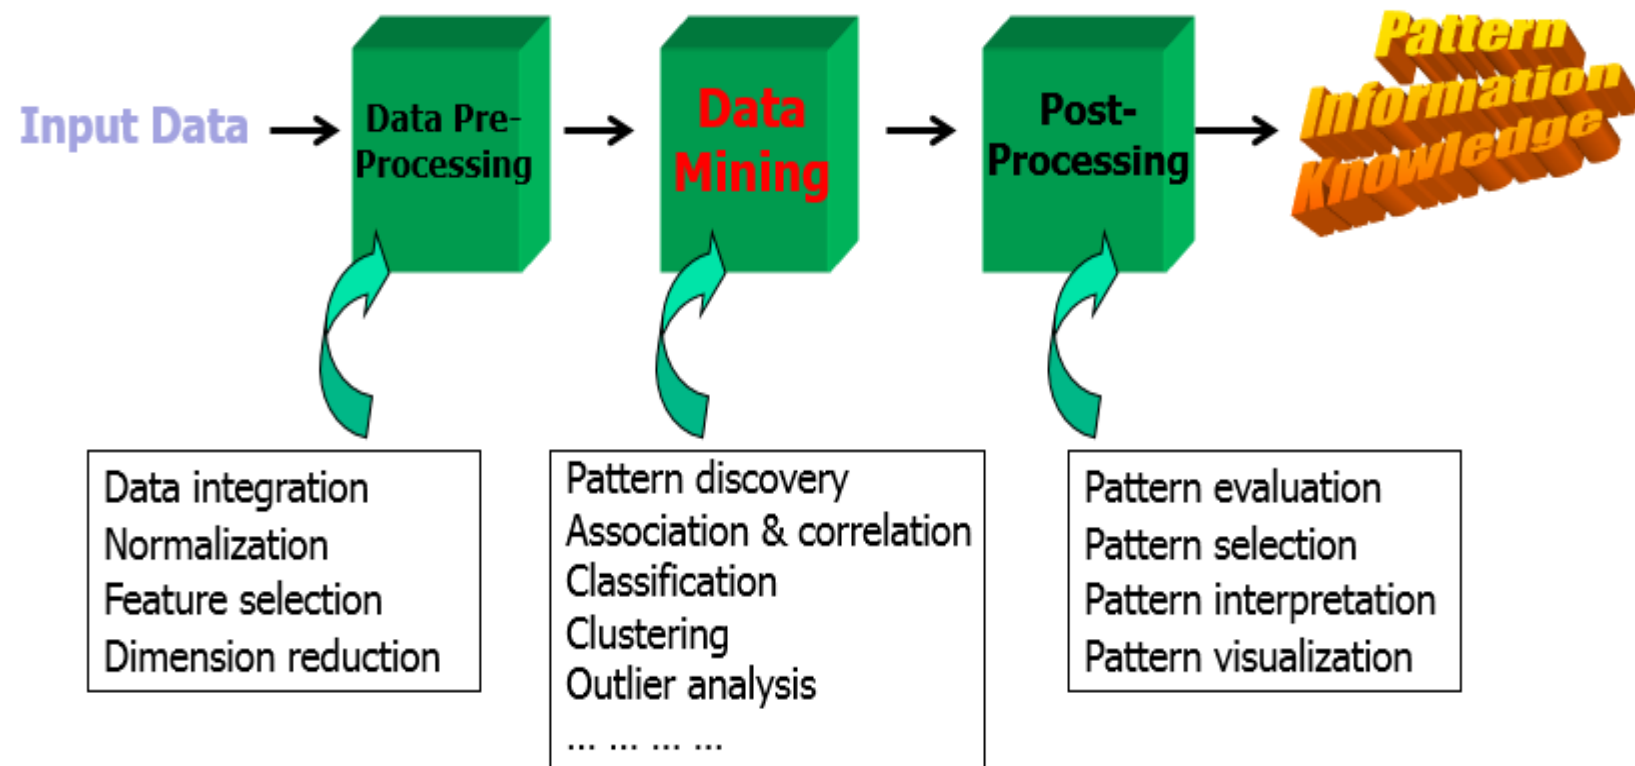 Input Data
Data Pre-
Processing
Data
Mining
Post-
Processing
Pattern
Information
Knowledge
Data integration
Normalization
Feature selection
Dimension reduction
Pattern discovery
Association & correlation
Classification
Clustering
Outlier analysis
... ... ... ...
Pattern evaluation
Pattern selection
Pattern interpretation
Pattern visualization